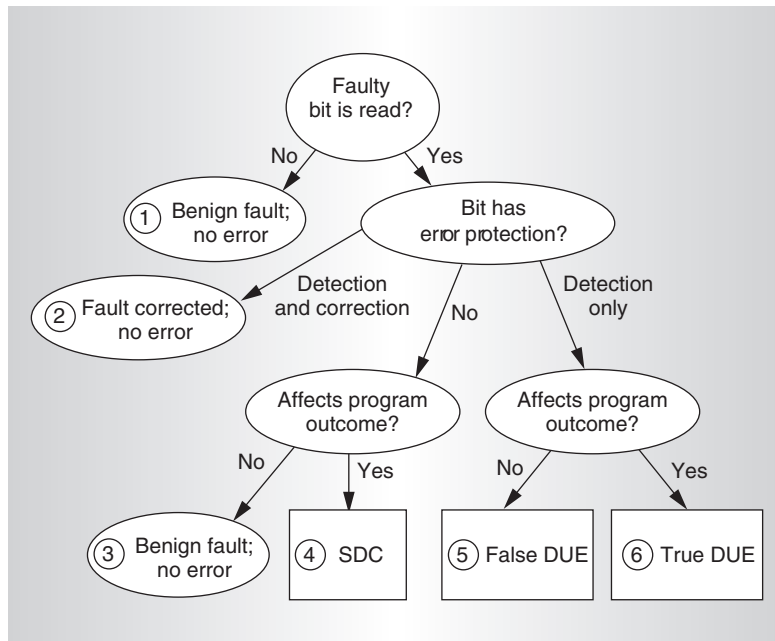 Faulty
bit is read?
No
Yes
1 Benign fault;
no error
Bit has
error protection?
Detection
and correction
No
Detection
only
2 Fault corrected;
no error
Affects program
outcome?
Affects program
outcome?
No
Yes
No
Yes
3 Benign fault;
no error
4 SDC
5 False DUE
6 True DUE